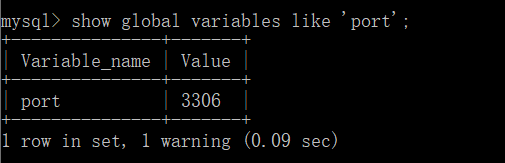 mysql> show global variables like 'port';
+---------------+-------+
| Variable_name | Value |
+---------------+-------+
| port          | 3306  |
+---------------+-------+
1 row in set, 1 warning (0.09 sec)